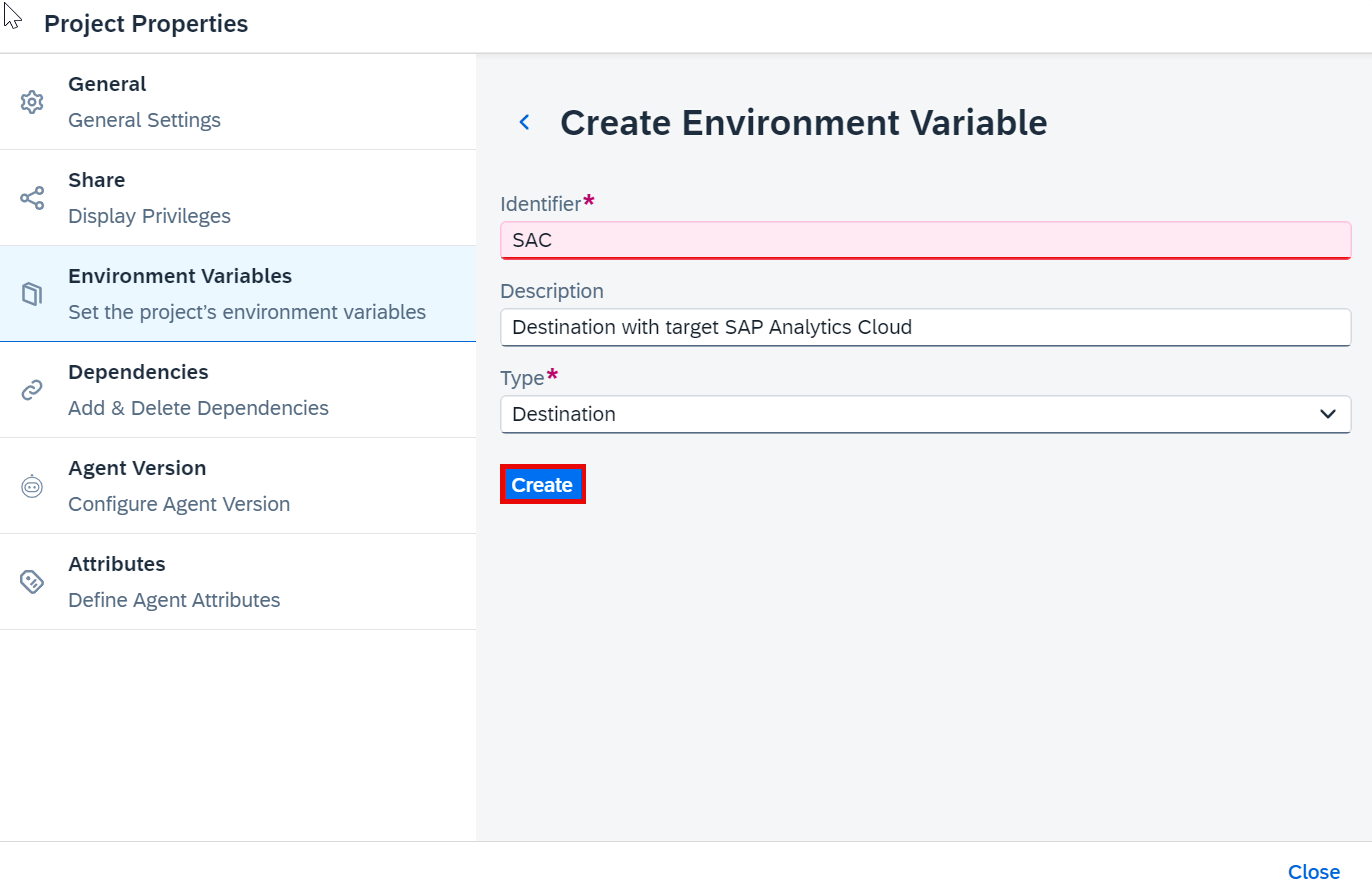 Project Properties
General
General Settings
Share
Display Privileges
Environment Variables
Set the project’s environment variables
Dependencies
Add & Delete Dependencies
Agent Version
Configure Agent Version
Attributes
Define Agent Attributes
Create Environment Variable
Identifier*
SAC
Description
Destination with target SAP Analytics Cloud
Type*
Destination
Create
Close